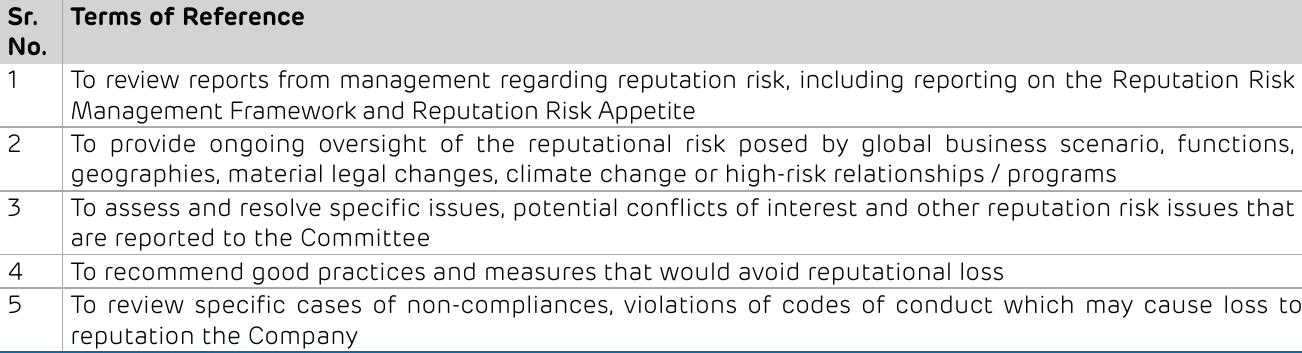 Sr. Terms of Reference
No.
1 To review reports from management regarding reputation risk, including reporting on the Reputation Risk
Management Framework and Reputation Risk Appetite
2 To provide ongoing oversight of the reputational risk posed by global business scenario, functions,
geographies, material legal changes, climate change or high-risk relationships / programs
3 To assess and resolve specific issues, potential conflicts of interest and other reputation risk issues that
are reported to the Committee
4 To recommend good practices and measures that would avoid reputational loss
5 To review specific cases of non-compliances, violations of codes of conduct which may cause loss to
reputation the Company